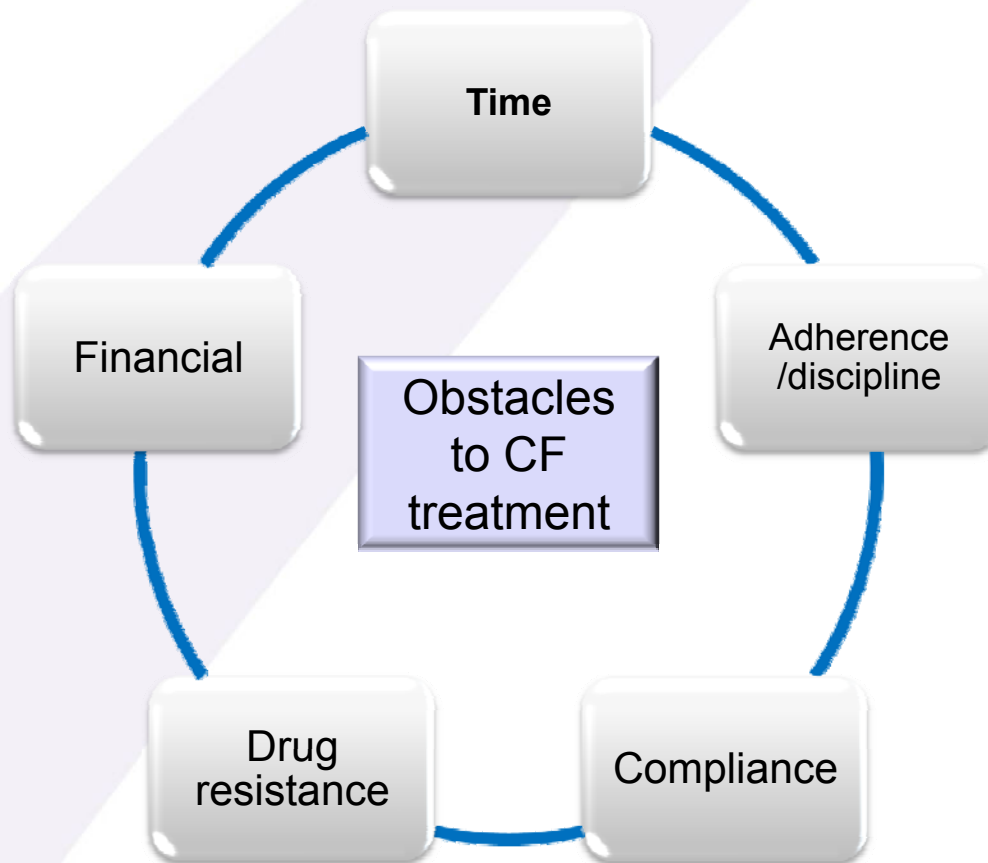 Time
Financial
Adherence
/discipline
Obstacles
to CF
treatment
Drug
resistance
Compliance